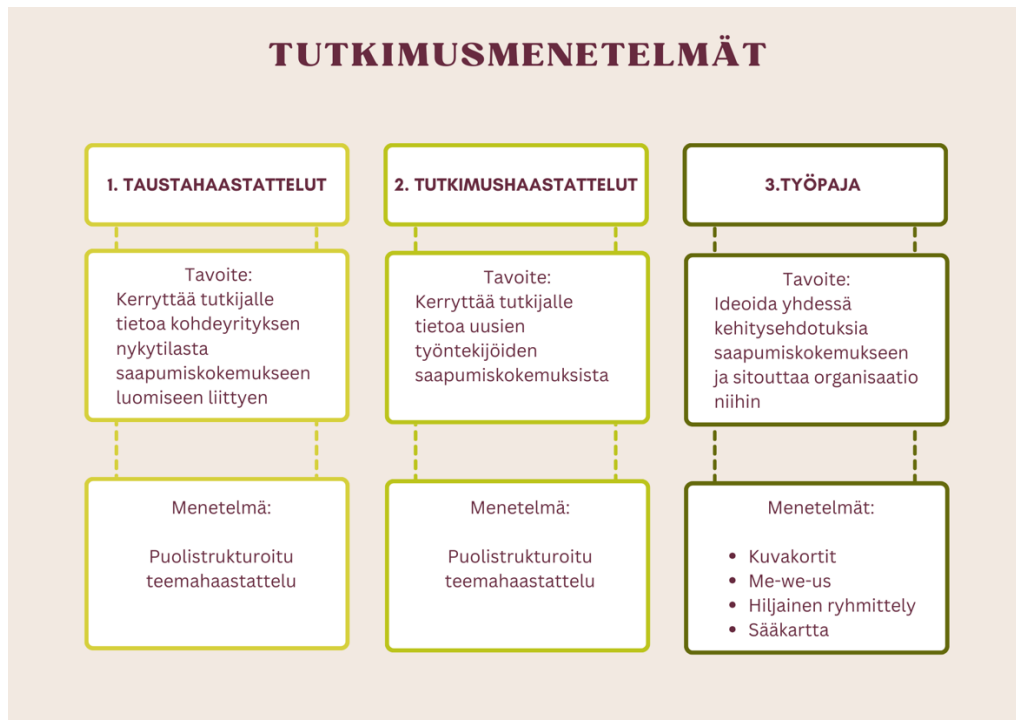 TUTKIMUSMENETELMÄT
1. TAUSTAHAASTATTELUT
Tavoite:
Kerryttää tutkijalle
tietoa kohdeyrityksen
nykytilasta
saapumiskokemukseen
luomiseen liittyen
Menetelmä:
Puolistrukturoitu
teemahaastattelu
2. TUTKIMUSHAASTATTELUT
Tavoite:
Kerryttää tutkijalle
tietoa uusien
työntekijöiden
saapumiskokemuksista
Menetelmä:
Puolistrukturoitu
teemahaastattelu
3.TYÖPAJA
Tavoite:
Ideoida yhdessä
kehitysehdotuksia
saapumiskokemukseen
ja sitouttaa organisaatio
niihin
Menetelmät:
• Kuvakortit
• Me-we-us
• Hiljainen ryhmittely
• Sääkartta